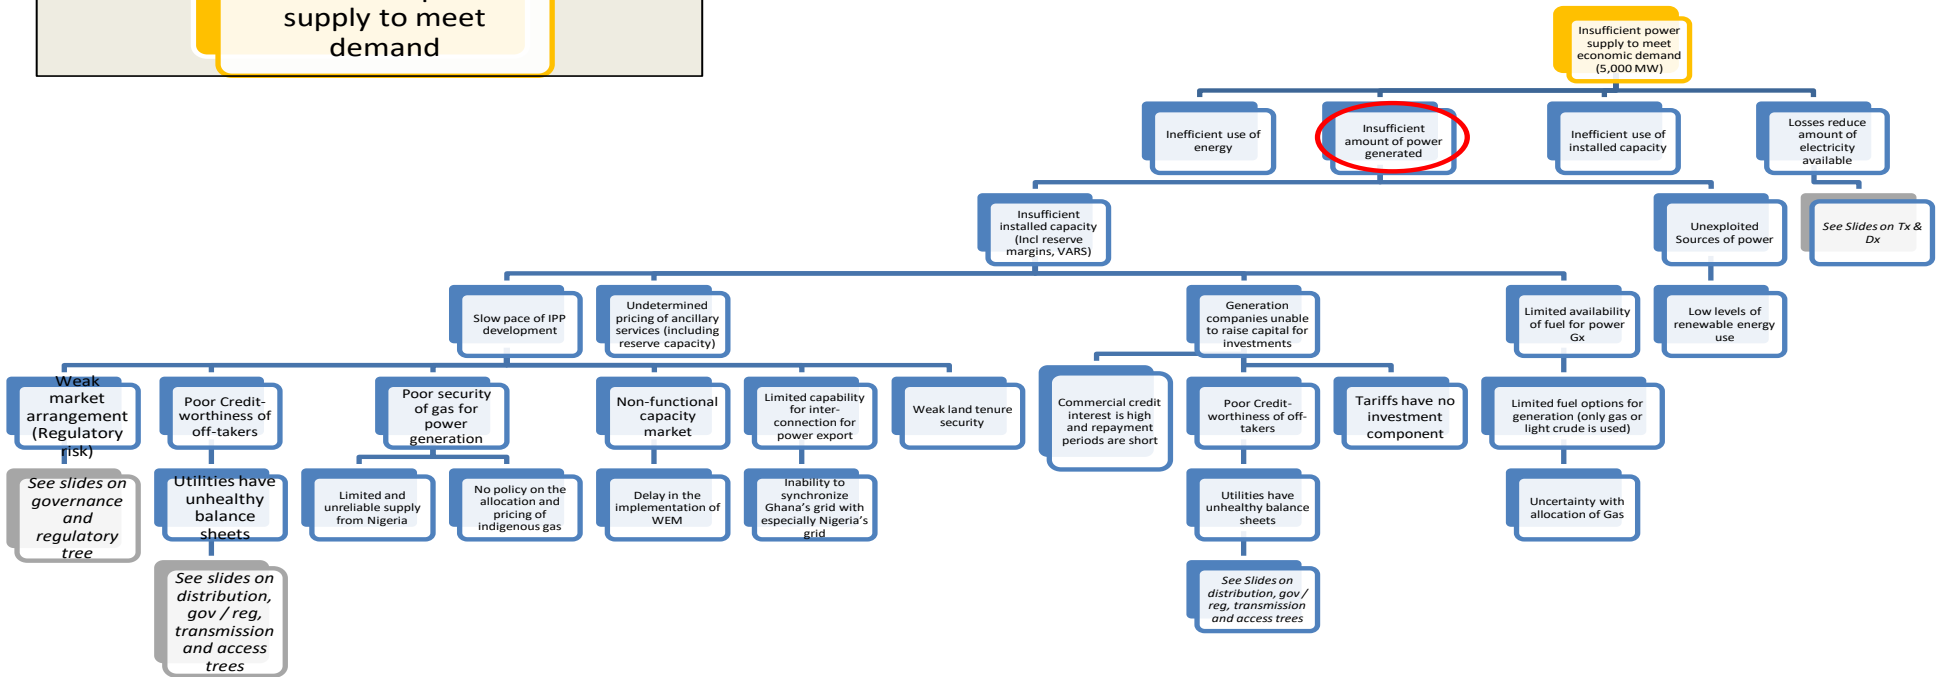 supply to meet
demand
Insufficient power
supply to meet
economic demand
(5,000 MW)
Inefficient use of
energy
Insufficient
amount of power
generated
Inefficient use of
installed capacity
Losses reduce
amount of
electricity
available
Insufficient
installed capacity
(Incl reserve
margins, VARS)
Unexploited
Sources of power
See Slides on Tx &
Dx
Slow pace of IPP
development
Undetermined
pricing of ancillary
services (including
reserve capacity)
Generation
companies unable
to raise capital for
investments
Limited availability
of fuel for power
Gx
Low levels of
renewable energy
use
Weak
market
arrangement
(Regulatory
risk)
Poor Credit-
worthiness of
off-takers
Poor security
of gas for
power
generation
Non-functional
capacity
market
Limited capability
for inter-
connection for
power export
Weak land tenure
security
Commercial credit
interest is high
and repayment
periods are short
Poor Credit-
worthiness of off-
takers
Tariffs have no
investment
component
Limited fuel options for
generation (only gas or
light crude is used)
See slides on
governance
and
regulatory
tree
Utilities have
unhealthy
balance
sheets
Limited and
unreliable supply
from Nigeria
No policy on the
allocation and
pricing of
indigenous gas
Delay in the
implementation of
WEM
Inability to
synchronize
Ghana's grid with
especially Nigeria's
grid
Utilities have
unhealthy balance
sheets
Uncertainty with
allocation of Gas
See slides on
distribution,
gov / reg,
transmission
and access
trees
See Slides on
distribution, gov /
reg, transmission
and access trees